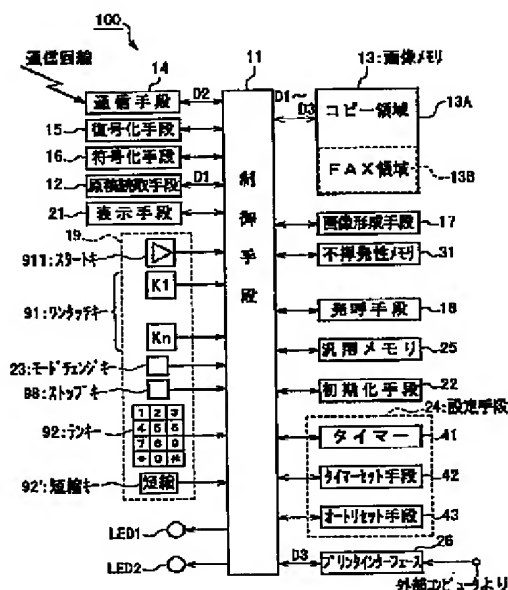 100
通信回線
14
通信手段
D2
15
復号化手段
16
符号化手段
12
原稿読取手段
D1
21
表示手段
19
911:スタートキー
K1
91:ワンタッチキー
Kn
23:モードチェンジキー
98:ストップキー
92:テンキー
1 2 3
4 5 6
7 8 9
* 0 #
92':短縮キー
短縮
LED1
LED2
11
制御手段
13:画像メモリ
D1~
D3
コピー領域
13A
FAX領域
13B
画像形成手段
17
不揮発性メモリ
31
発呼手段
18
汎用メモリ
25
初期化手段
22
24:設定手段
タイマー
41
タイマーセット手段
42
オートリセット手段
43
26
D3
プリンタインターフェース
外部コンピュータより